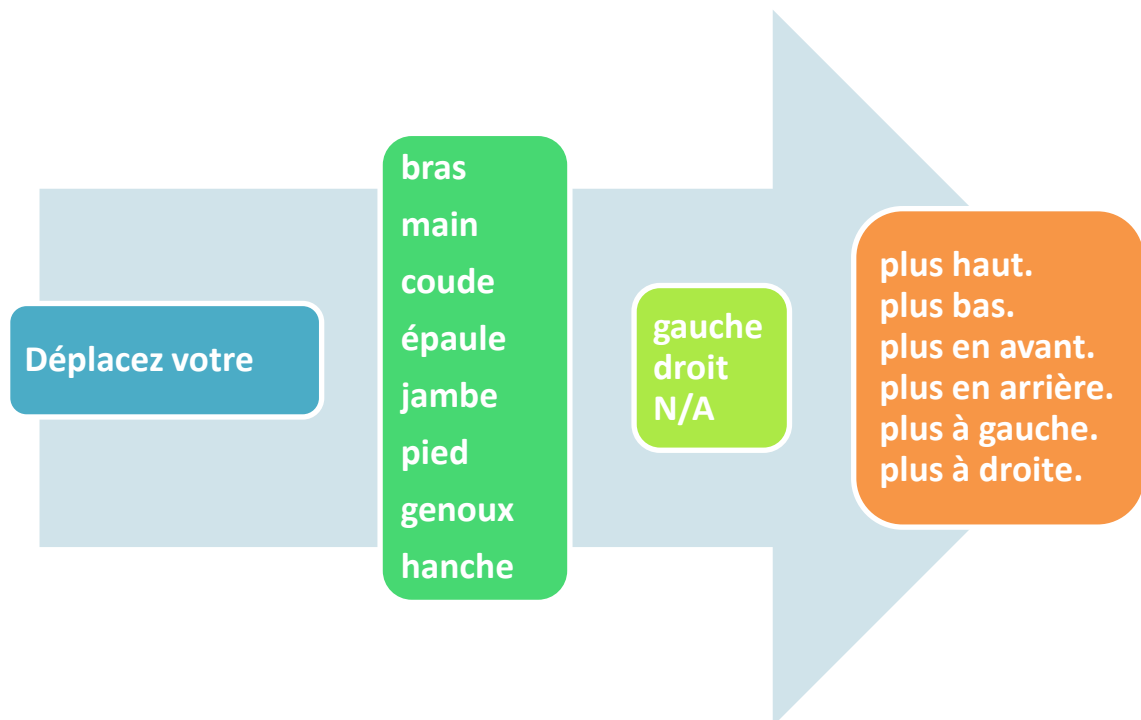 Déplacez votre
bras
main
coude
épaule
jambe
pied
genoux
hanche
gauche
droit
N/A
plus haut.
plus bas.
plus en avant.
plus en arrière.
plus à gauche.
plus à droite.